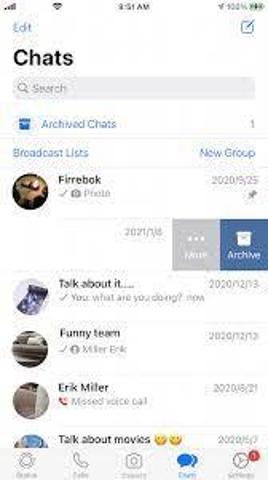 8:51 AM
100%
Edit
Chats
Search
Archived Chats 1
Broadcast Lists New Group
Firrebok 2020/9/25
Photo
2021/1/8
More
Archive
Talk about it.... 2020/12/13
You: what are you doing? now
Funny team 2020/12/13
Miller Erik
Erik Miller 2020/8/21
Missed voice call
Talk about movies 😀😀 2020/5/7
Status Calls Camera Chats Settings
1